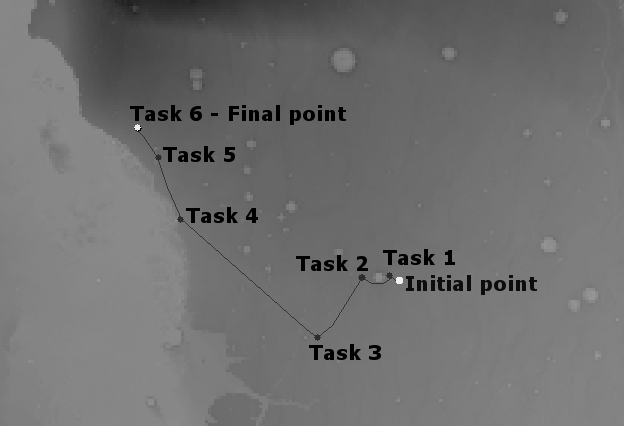 Task 6 - Final point
Task 5
Task 4
Task 1
Task 2
Initial point
Task 3